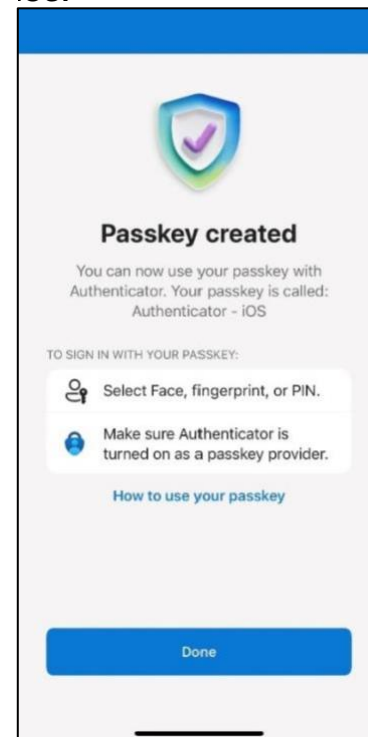 iOS.
Passkey created
You can now use your passkey with
Authenticator. Your passkey is called:
Authenticator - iOS
TO SIGN IN WITH YOUR PASSKEY:
Select Face, fingerprint, or PIN.
Make sure Authenticator is
turned on as a passkey provider.
How to use your passkey
Done